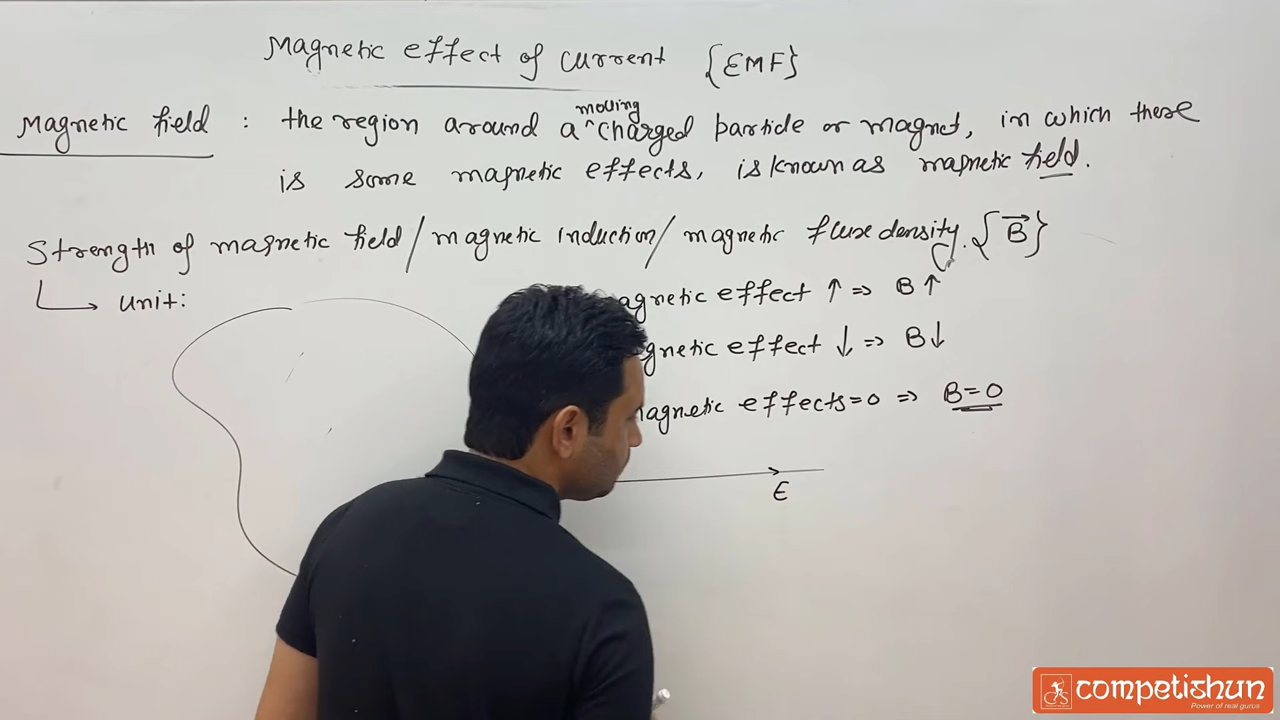 Magnetic effect of current {EMF}
Magnetic field : the region around a ^ moving charged particle or magnet, in which there
is some magnetic effects, is known as magnetic field.
Strength of magnetic field/magnetic induction/magnetic flux density. {B⃗}
unit:
agnetic effect ↑ => B↑
gnetic effect ↓ => B↓
magnetic effects=0 => B=0
E
competishun
Power of real gurus